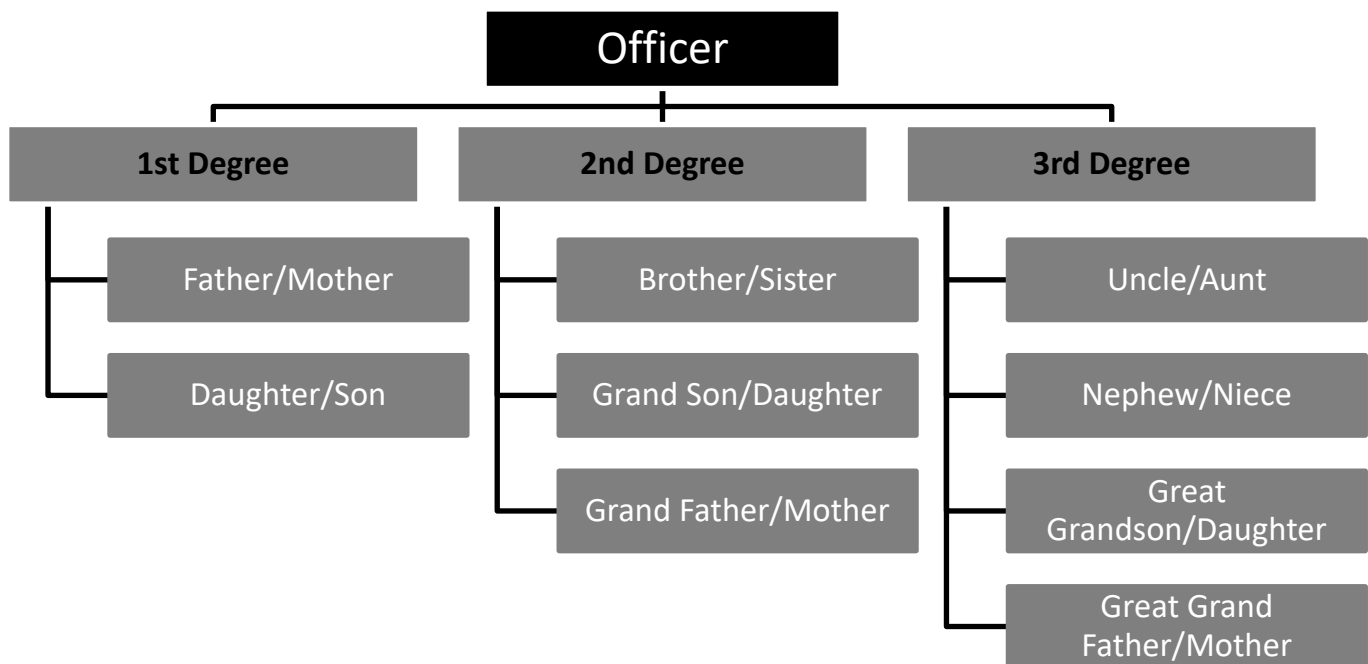 Officer
1st Degree
2nd Degree
3rd Degree
Father/Mother
Brother/Sister
Uncle/Aunt
Daughter/Son
Grand Son/Daughter
Nephew/Niece
Grand Father/Mother
Great
Grandson/Daughter
Great Grand
Father/Mother